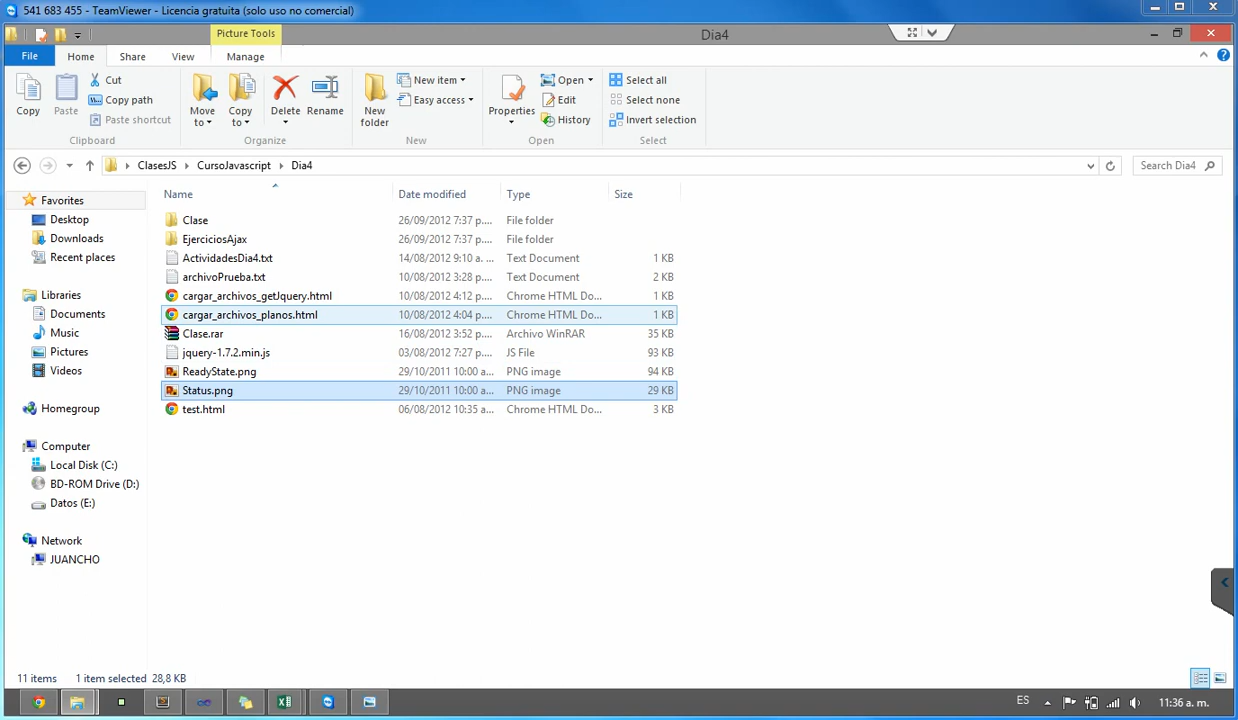 541 683 455 - TeamViewer - Licencia gratuita (solo uso no comercial)
Picture Tools
Dia4
File Home Share View Manage
Copy
Paste
Cut
Copy path
Paste shortcut
Clipboard
Move to
Copy to
Delete
Rename
Organize
New folder
New item
Easy access
New
Properties
Open
Edit
History
Open
Select all
Select none
Invert selection
Select
ClasesJS CursoJavascript Dia4
Search Dia4
Favorites
Desktop
Downloads
Recent places
Libraries
Documents
Music
Pictures
Videos
Homegroup
Computer
Local Disk (C:)
BD-ROM Drive (D:)
Datos (E:)
Network
JUANCHO
Name Date modified Type Size
Clase 26/09/2012 7:37 p.... File folder
EjerciciosAjax 26/09/2012 7:37 p.... File folder
ActividadesDia4.txt 14/08/2012 9:10 a. ... Text Document 1 KB
archivoPrueba.txt 10/08/2012 3:28 p.... Text Document 2 KB
cargar_archivos_getJquery.html 10/08/2012 4:12 p.... Chrome HTML Do... 1 KB
cargar_archivos_planos.html 10/08/2012 4:04 p.... Chrome HTML Do... 1 KB
Clase.rar 16/08/2012 3:52 p.... Archivo WinRAR 35 KB
jquery-1.7.2.min.js 03/08/2012 7:27 p.... JS File 93 KB
ReadyState.png 29/10/2011 10:00 a... PNG image 94 KB
Status.png 29/10/2011 10:00 a... PNG image 29 KB
test.html 06/08/2012 10:35 a... Chrome HTML Do... 3 KB
11 items 1 item selected 28,8 KB
ES 11:36 a. m.